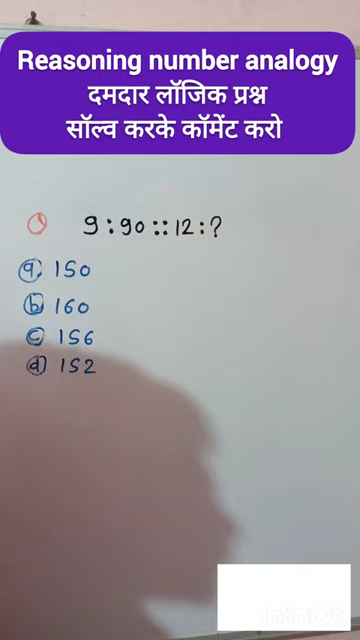 Reasoning number analogy
दमदार लॉजिक प्रश्न
सॉल्व करके कॉमेंट करो
9 : 90 :: 12 : ?
(a) 150
(b) 160
(c) 156
(d) 152